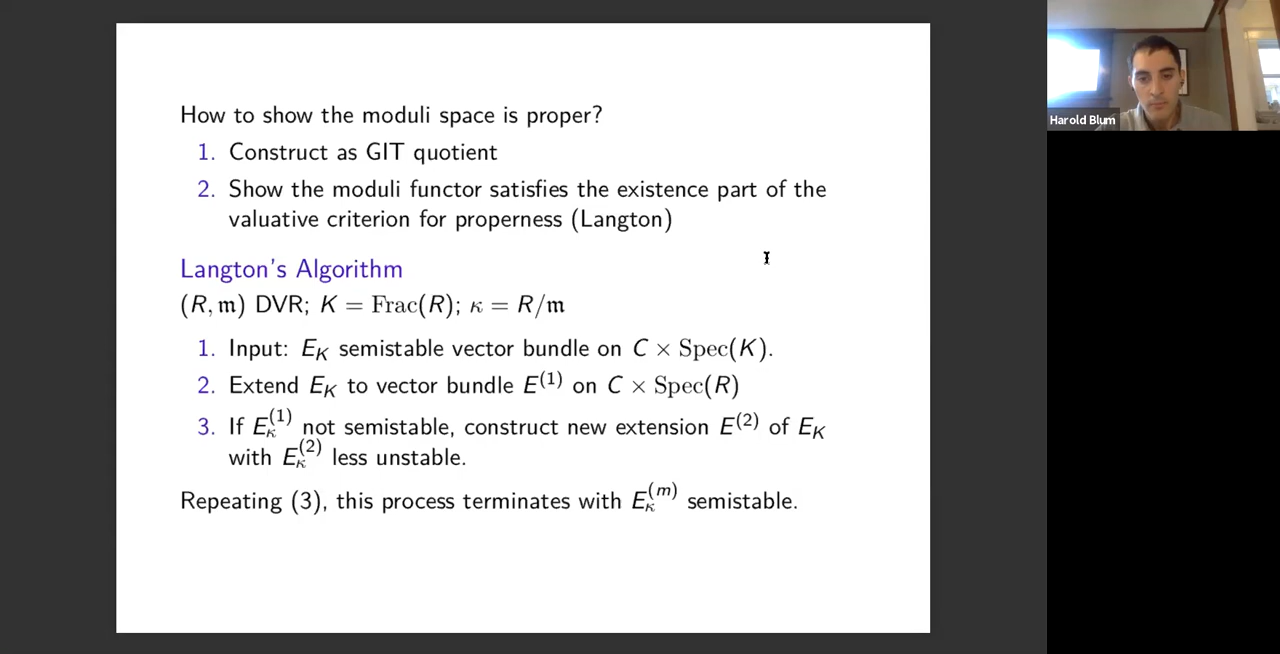 How to show the moduli space is proper?
1. Construct as GIT quotient
2. Show the moduli functor satisfies the existence part of the
valuative criterion for properness (Langton)
Langton's Algorithm
(R, 𝔪) DVR; K = Frac(R); κ = R/𝔪
1. Input: E_K semistable vector bundle on C × Spec(K).
2. Extend E_K to vector bundle E^(1) on C × Spec(R)
3. If E_κ^(1) not semistable, construct new extension E^(2) of E_K
with E_κ^(2) less unstable.
Repeating (3), this process terminates with E_κ^(m) semistable.
Harold Blum